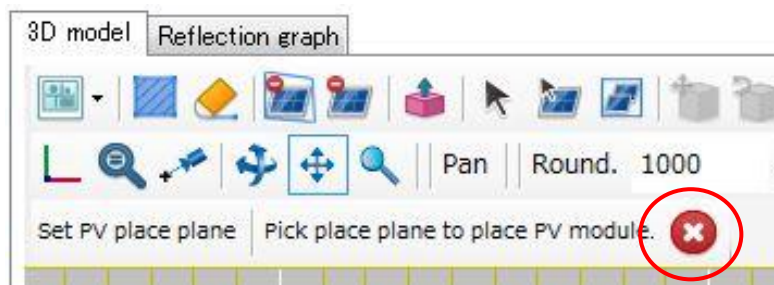 3D model Reflection graph
Pan Round. 1000
Set PV place plane Pick place plane to place PV module.